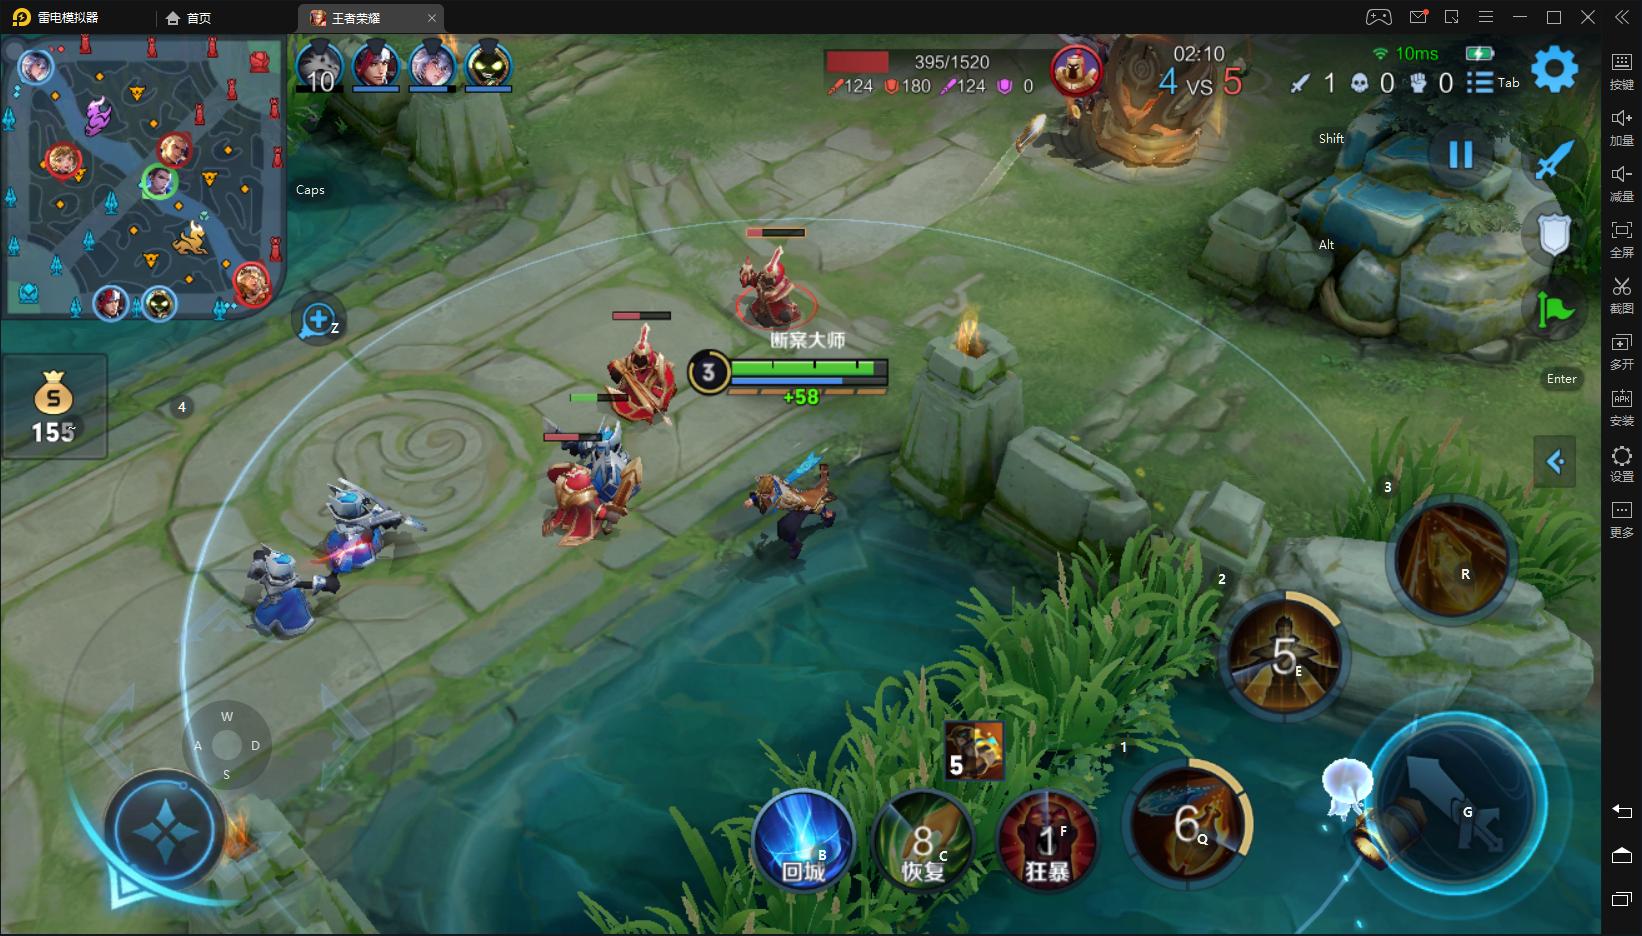 雷电模拟器
首页
王者荣耀
10
395/1520
124 180 124 0
02:10
4 VS 5
10ms
1 0 0 Tab
按键
加量
减量
全屏
截图
多开
APK
安装
设置
更多
Shift
Caps
Alt
Z
断案大师
3
+58
Enter
S
155
4
3
R
2
5
E
W
A D
S
5
1
G
回城 B
8 C
恢复
1 F
狂暴
6 Q